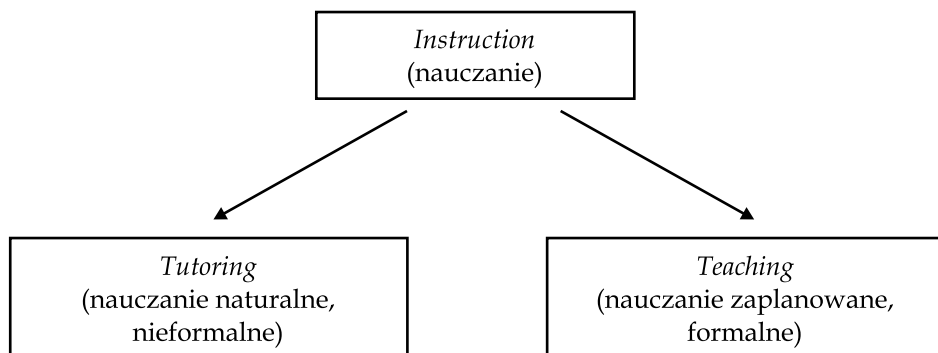 Instruction
(nauczanie)
Tutoring
(nauczanie naturalne,
nieformalne)
Teaching
(nauczanie zaplanowane,
formalne)